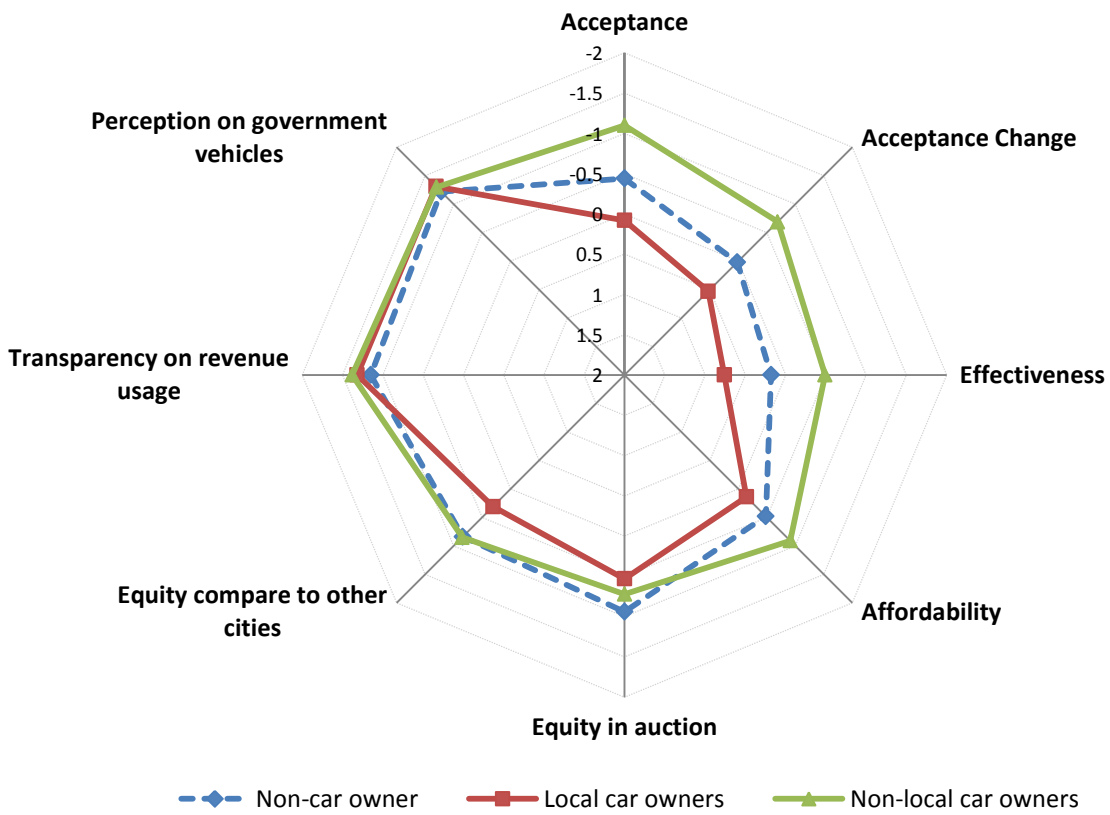 Acceptance
-2
-1.5
-1
-0.5
0
0.5
1
1.5
2
Acceptance Change
Effectiveness
Affordability
Equity in auction
Equity compare to other
cities
Transparency on revenue
usage
Perception on government
vehicles
Non-car owner
Local car owners
Non-local car owners